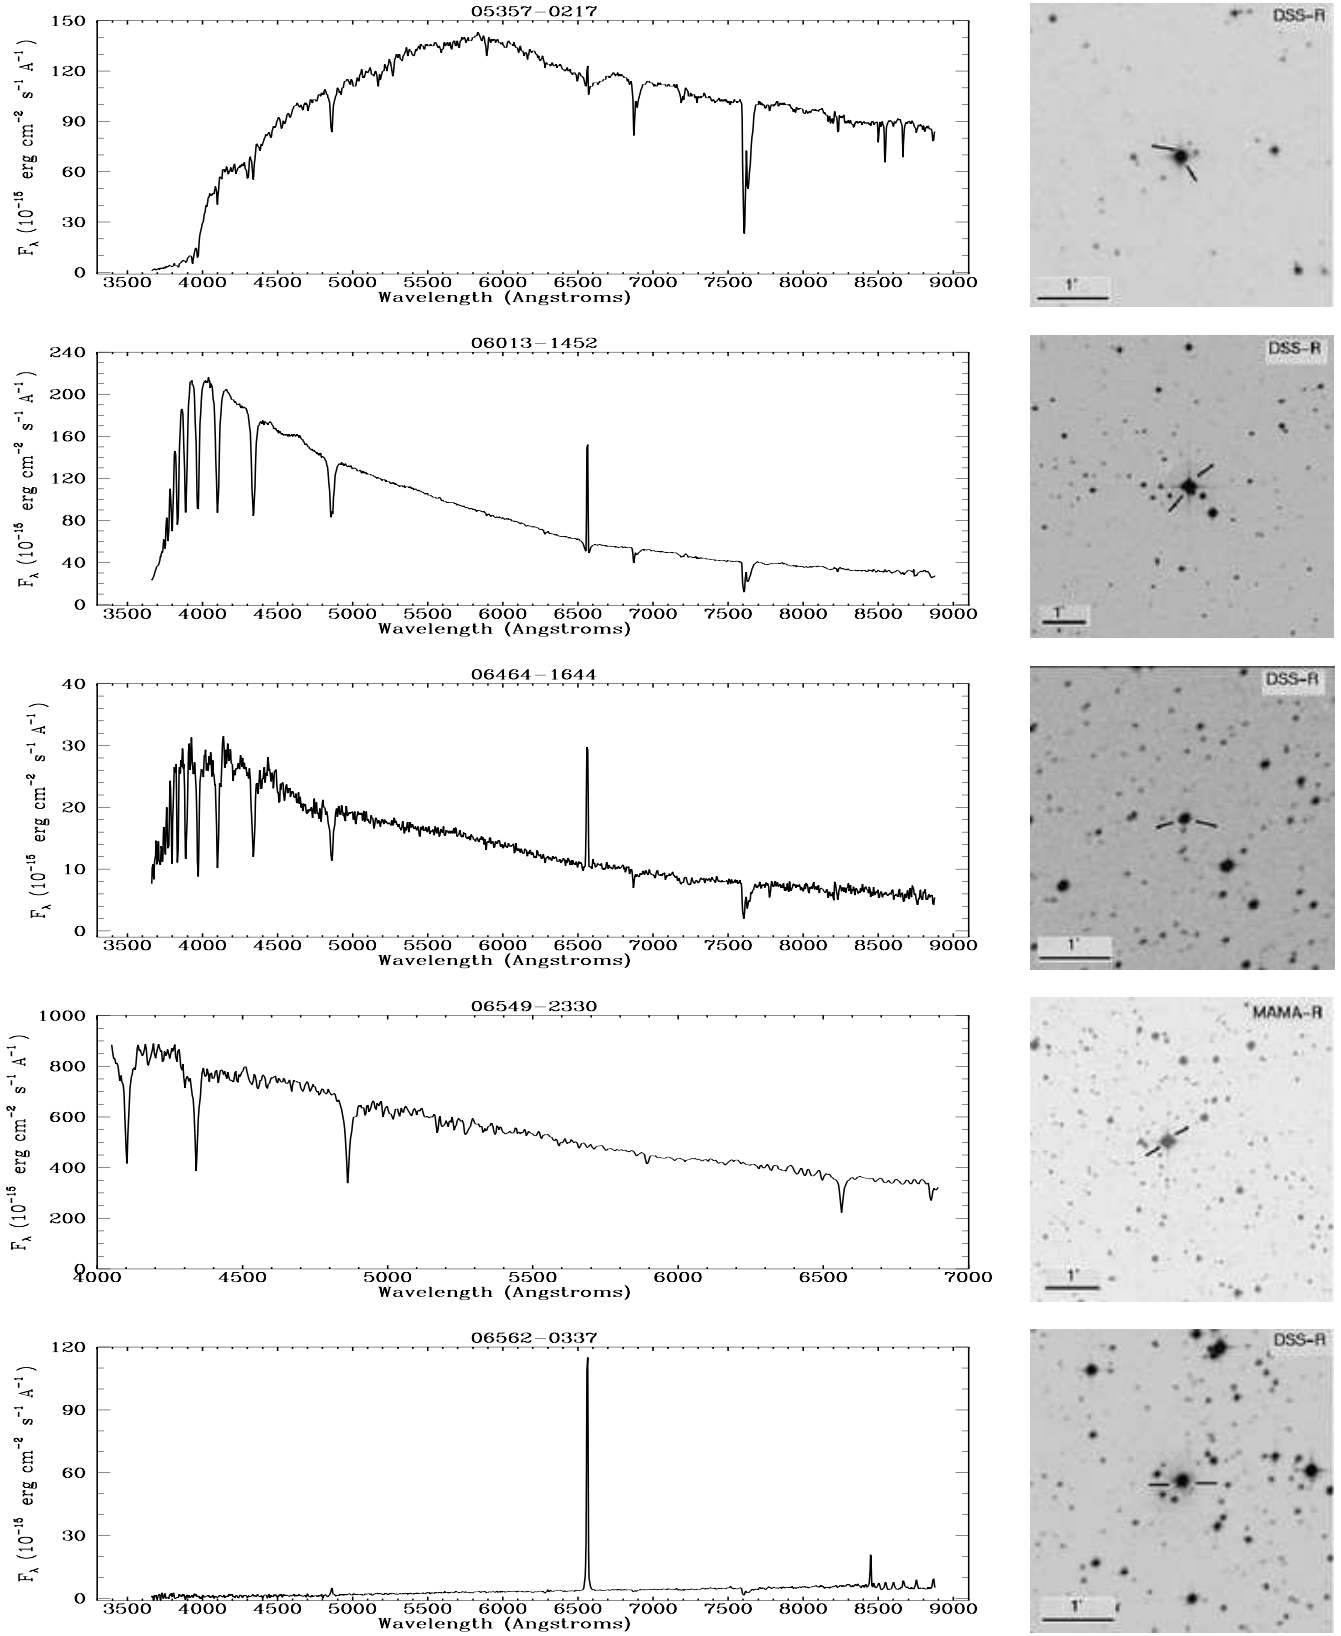 05357-0217
150
120
90
60
30
0
F_λ (10^-15 erg cm^-2 s^-1 A^-1)
3500 4000 4500 5000 5500 6000 6500 7000 7500 8000 8500 9000
Wavelength (Angstroms)
DSS-R
1'
06013-1452
240
200
160
120
80
40
0
F_λ (10^-15 erg cm^-2 s^-1 A^-1)
3500 4000 4500 5000 5500 6000 6500 7000 7500 8000 8500 9000
Wavelength (Angstroms)
DSS-R
1'
06464-1644
40
30
20
10
0
F_λ (10^-15 erg cm^-2 s^-1 A^-1)
3500 4000 4500 5000 5500 6000 6500 7000 7500 8000 8500 9000
Wavelength (Angstroms)
DSS-R
1'
06549-2330
1000
800
600
400
200
0
F_λ (10^-15 erg cm^-2 s^-1 A^-1)
4000 4500 5000 5500 6000 6500 7000
Wavelength (Angstroms)
MAMA-R
1'
06562-0337
120
90
60
30
0
F_λ (10^-15 erg cm^-2 s^-1 A^-1)
3500 4000 4500 5000 5500 6000 6500 7000 7500 8000 8500 9000
Wavelength (Angstroms)
DSS-R
1'